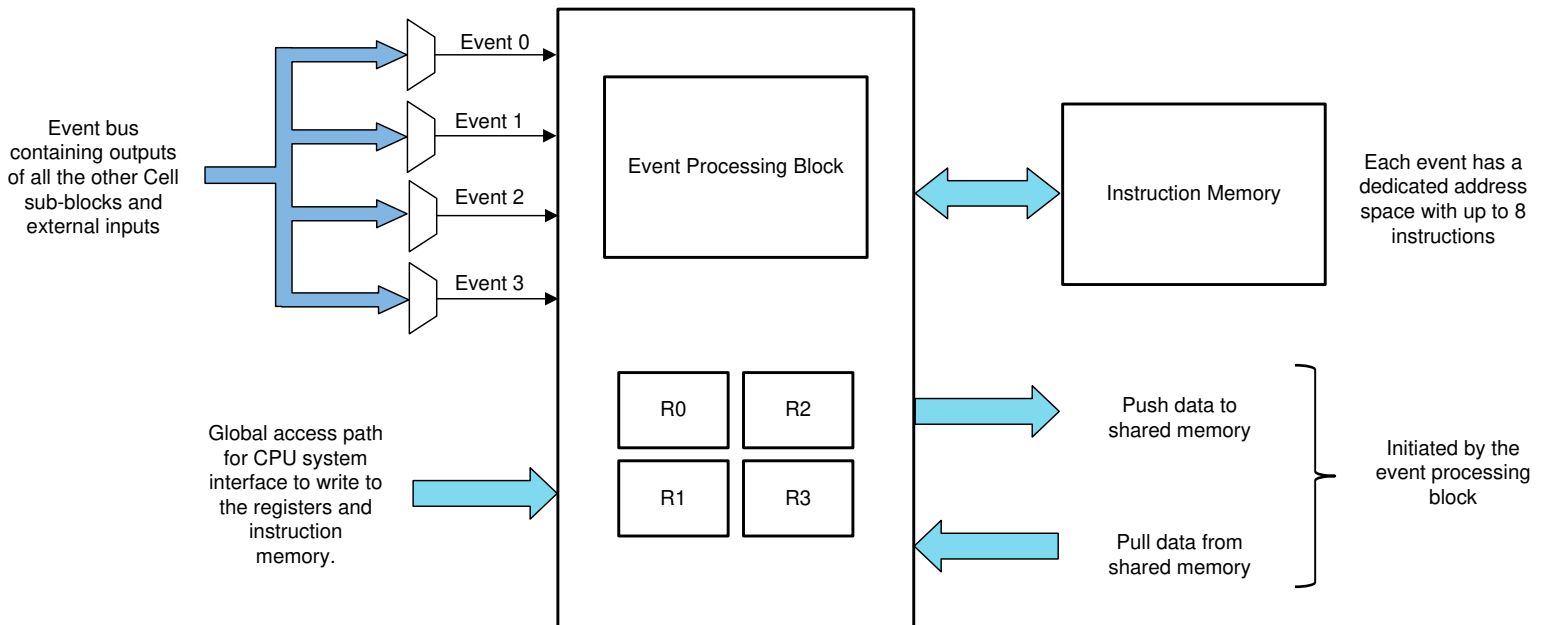 Event bus
containing outputs
of all the other Cell
sub-blocks and
external inputs
Event 0
Event 1
Event 2
Event 3
Event Processing Block
Instruction Memory
Each event has a
dedicated address
space with up to 8
instructions
Global access path
for CPU system
interface to write to
the registers and
instruction
memory.
R0
R2
R1
R3
Push data to
shared memory
Pull data from
shared memory
Initiated by the
event processing
block